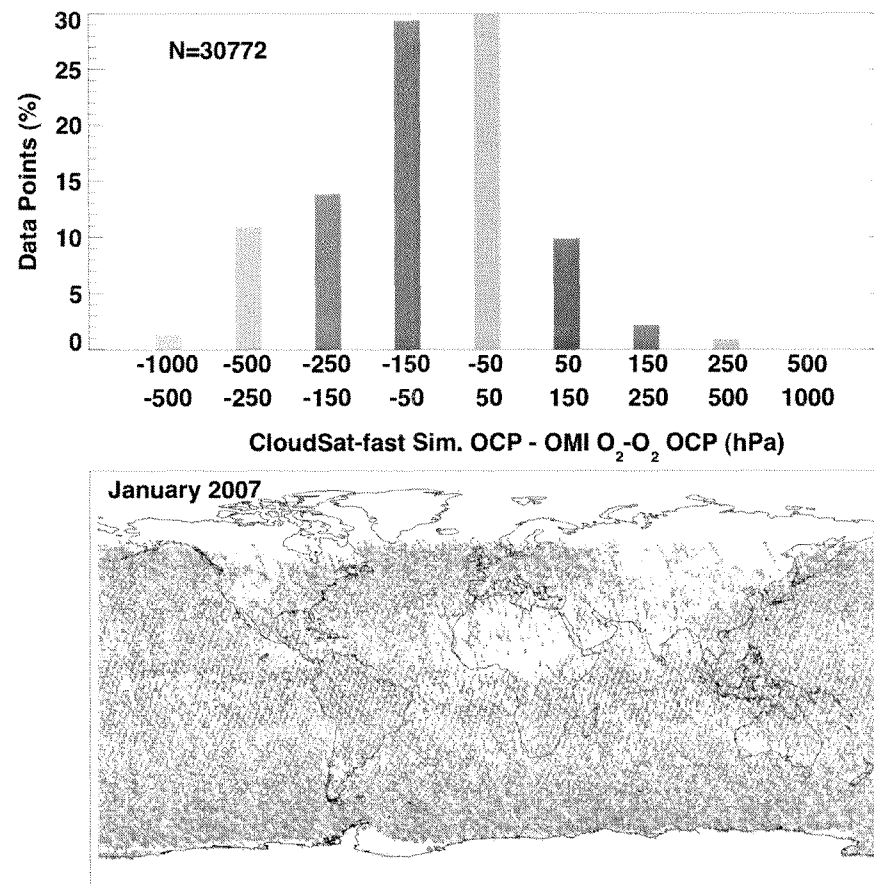 30
N=30772
25
20
15
10
5
0
Data Points (%)
-1000 -500 -250 -150 -50 50 150 250 500
-500 -250 -150 -50 50 150 250 500 1000
CloudSat-fast Sim. OCP - OMI O₂-O₂ OCP (hPa)
January 2007